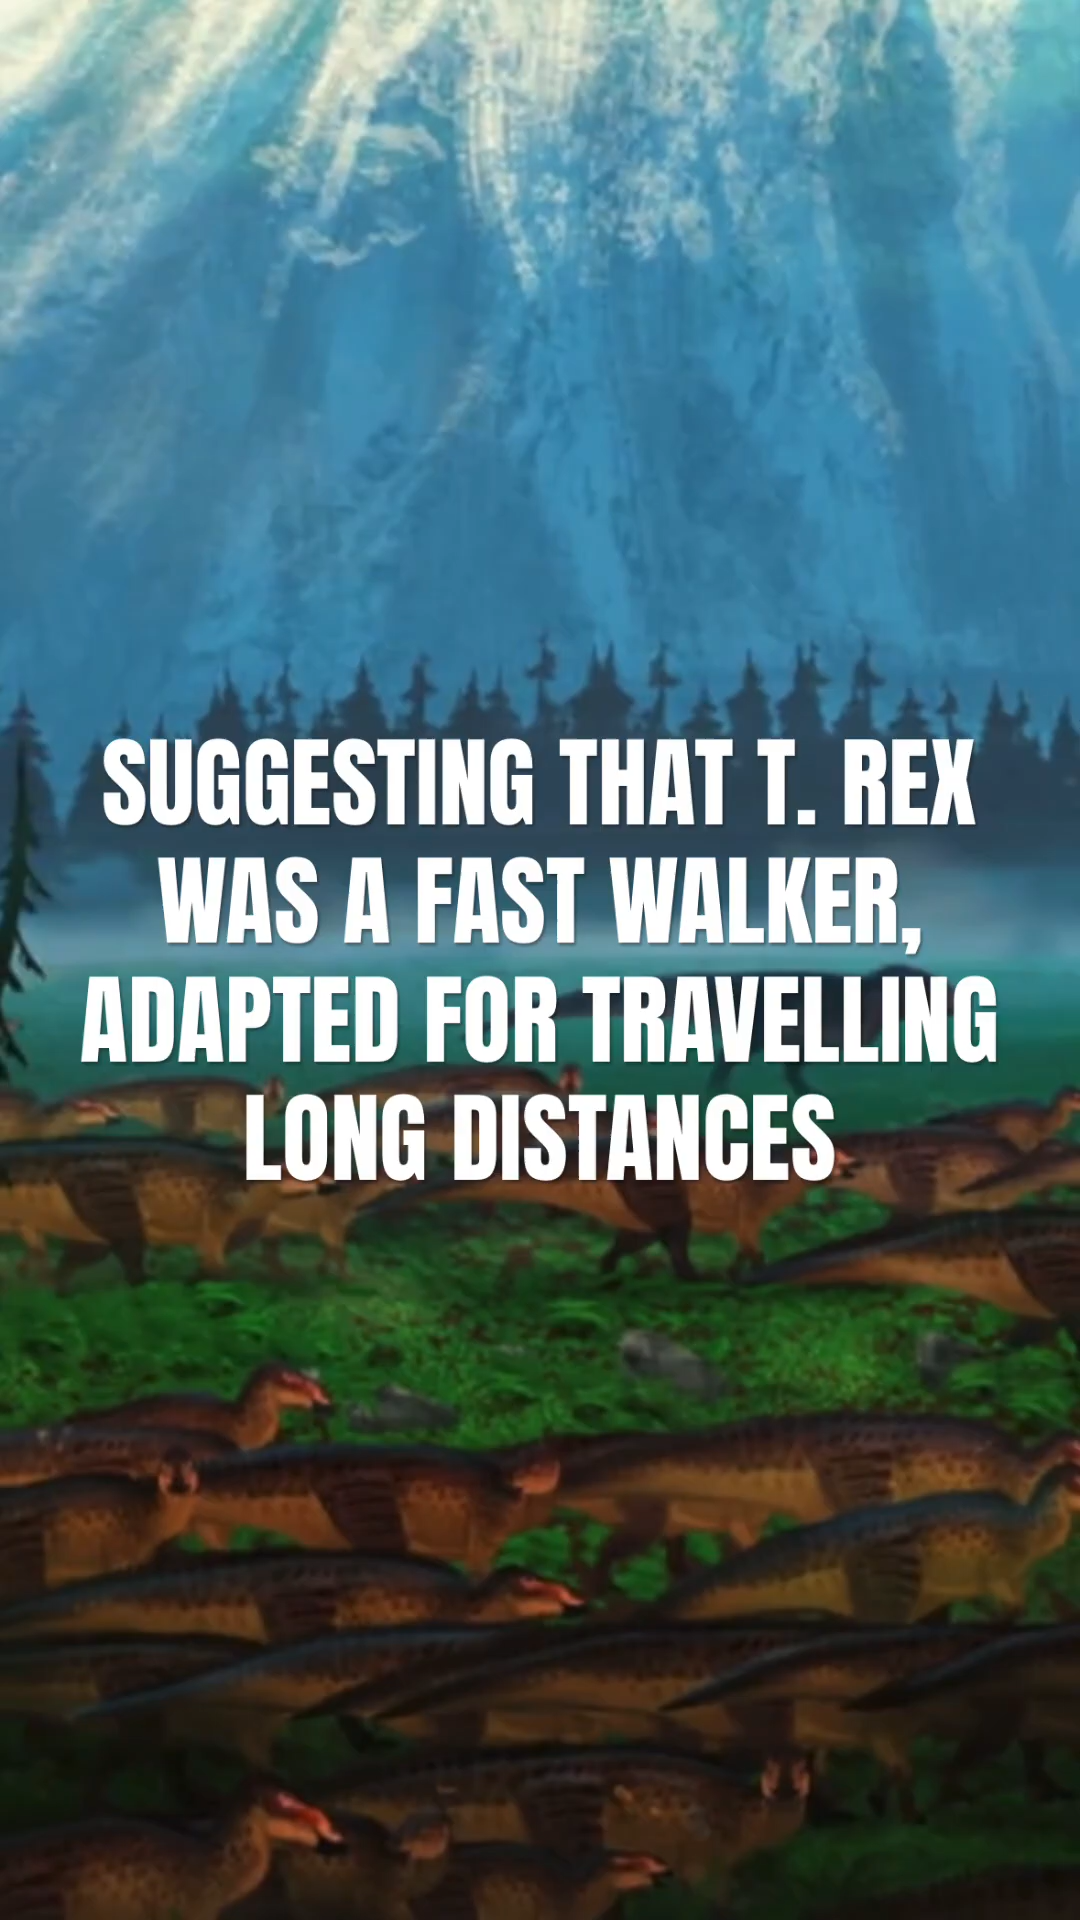 SUGGESTING THAT T. REX
WAS A FAST WALKER,
ADAPTED FOR TRAVELLING
LONG DISTANCES